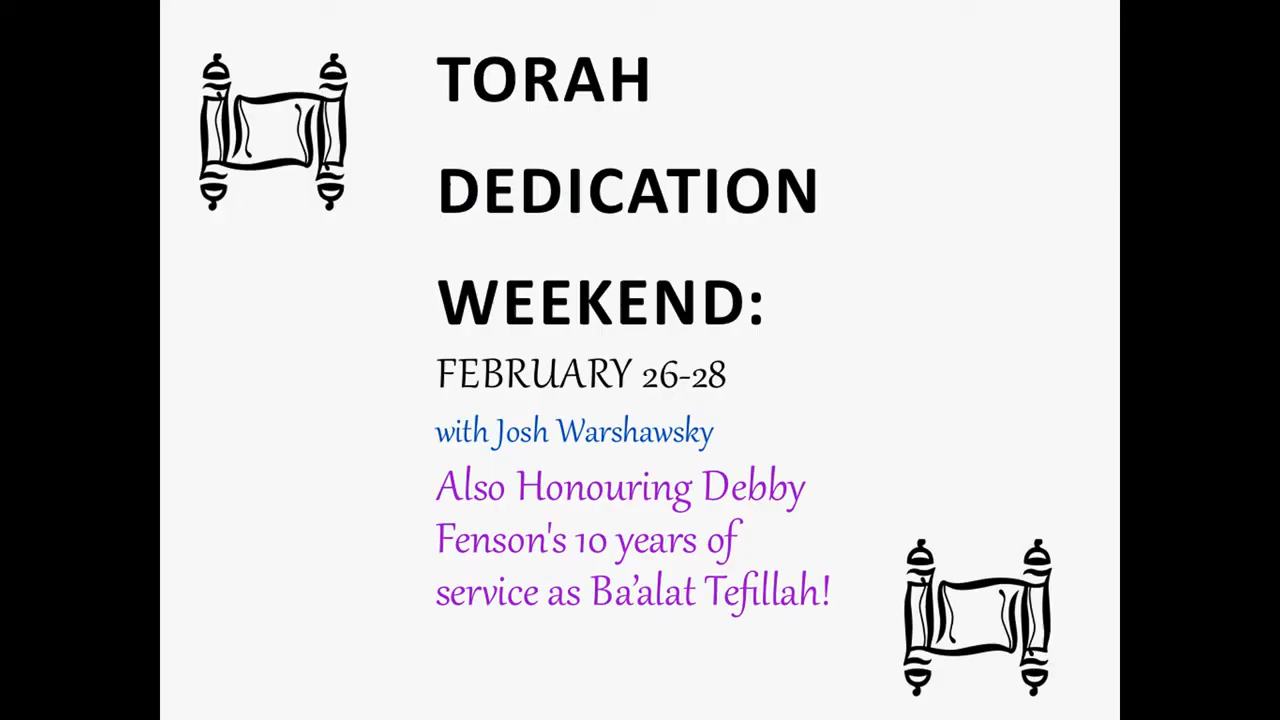 TORAH
DEDICATION
WEEKEND:
FEBRUARY 26-28
with Josh Warshawsky
Also Honouring Debby
Fenson's 10 years of
service as Ba’alat Tefillah!